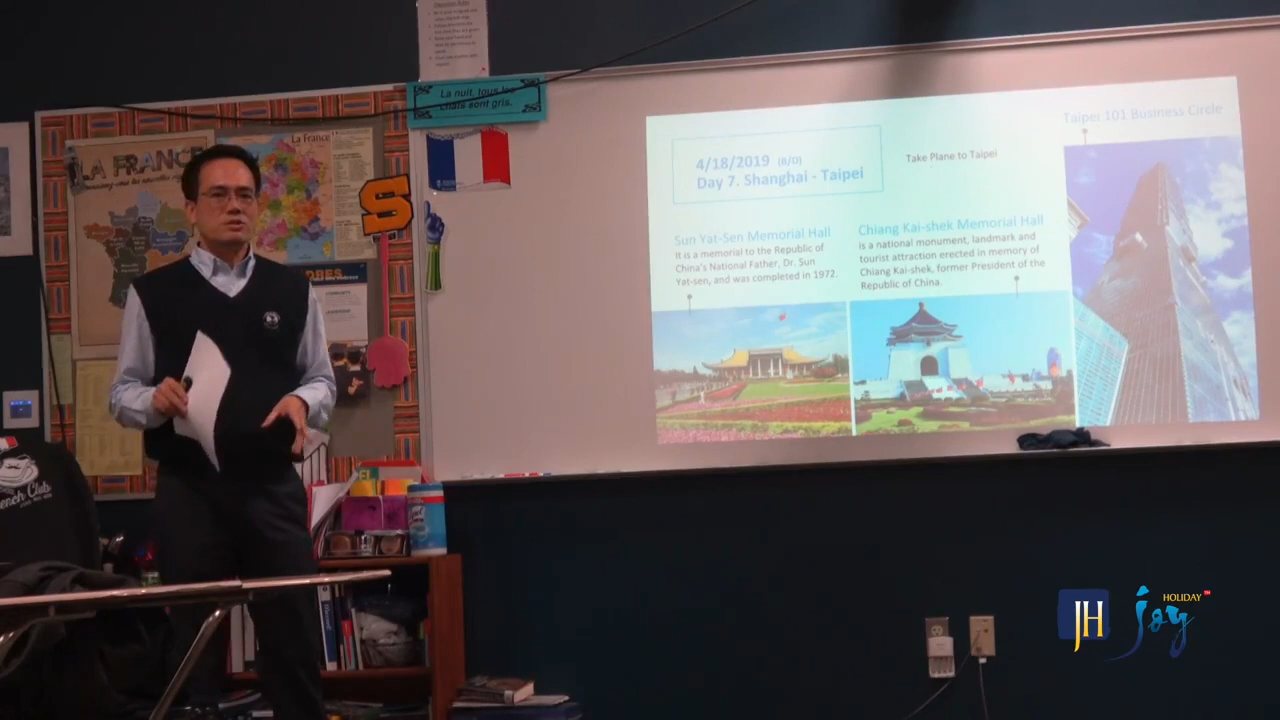 La nuit, tous les
chats sont gris.
LA FRANCE
La France
4/18/2019 (B/D)
Day 7. Shanghai - Taipei
Take Plane to Taipei
Taipei 101 Business Circle
Sun Yat-Sen Memorial Hall
It is a memorial to the Republic of
China's National Father, Dr. Sun
Yat-sen, and was completed in 1972.
Chiang Kai-shek Memorial Hall
is a national monument, landmark and
tourist attraction erected in memory of
Chiang Kai-shek, former President of the
Republic of China.
S
COMMUNITY
ench Club
JH
HOLIDAY
joy